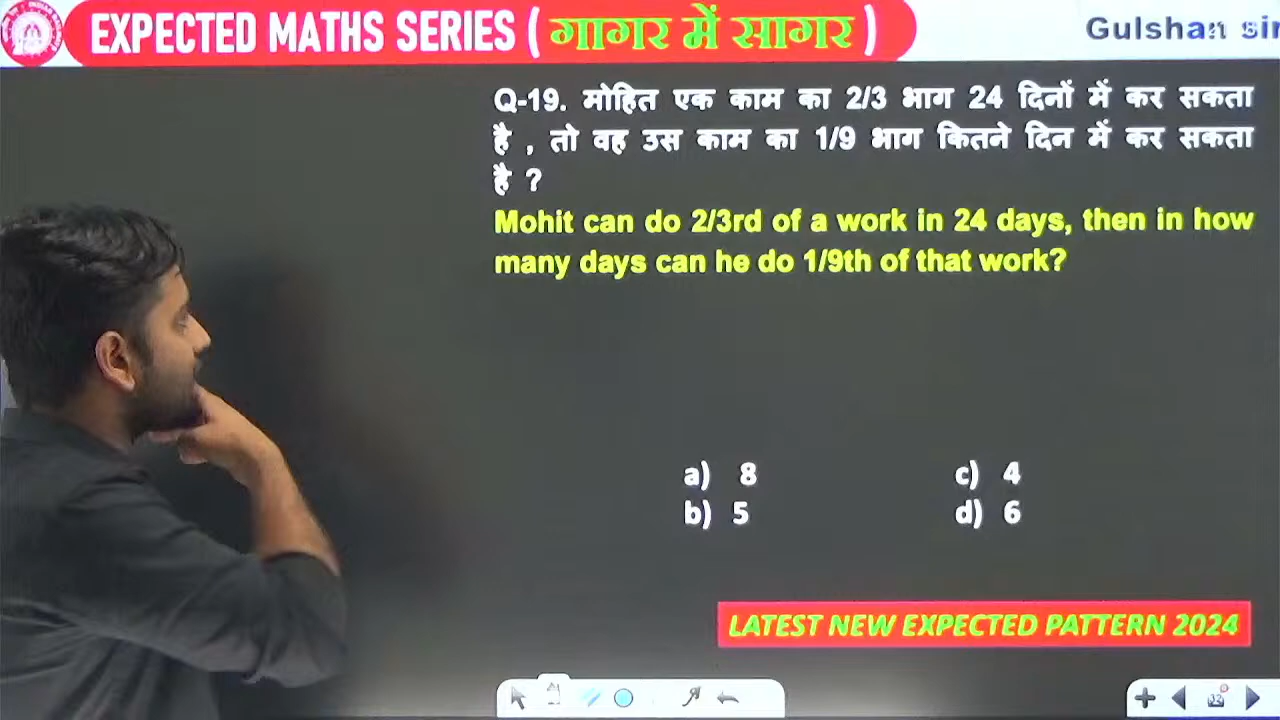 EXPECTED MATHS SERIES ( गागर में सागर )
Gulshan sin
Q-19. मोहित एक काम का 2/3 भाग 24 दिनों में कर सकता
है , तो वह उस काम का 1/9 भाग कितने दिन में कर सकता
है ?
Mohit can do 2/3rd of a work in 24 days, then in how
many days can he do 1/9th of that work?
a) 8
c) 4
b) 5
d) 6
LATEST NEW EXPECTED PATTERN 2024